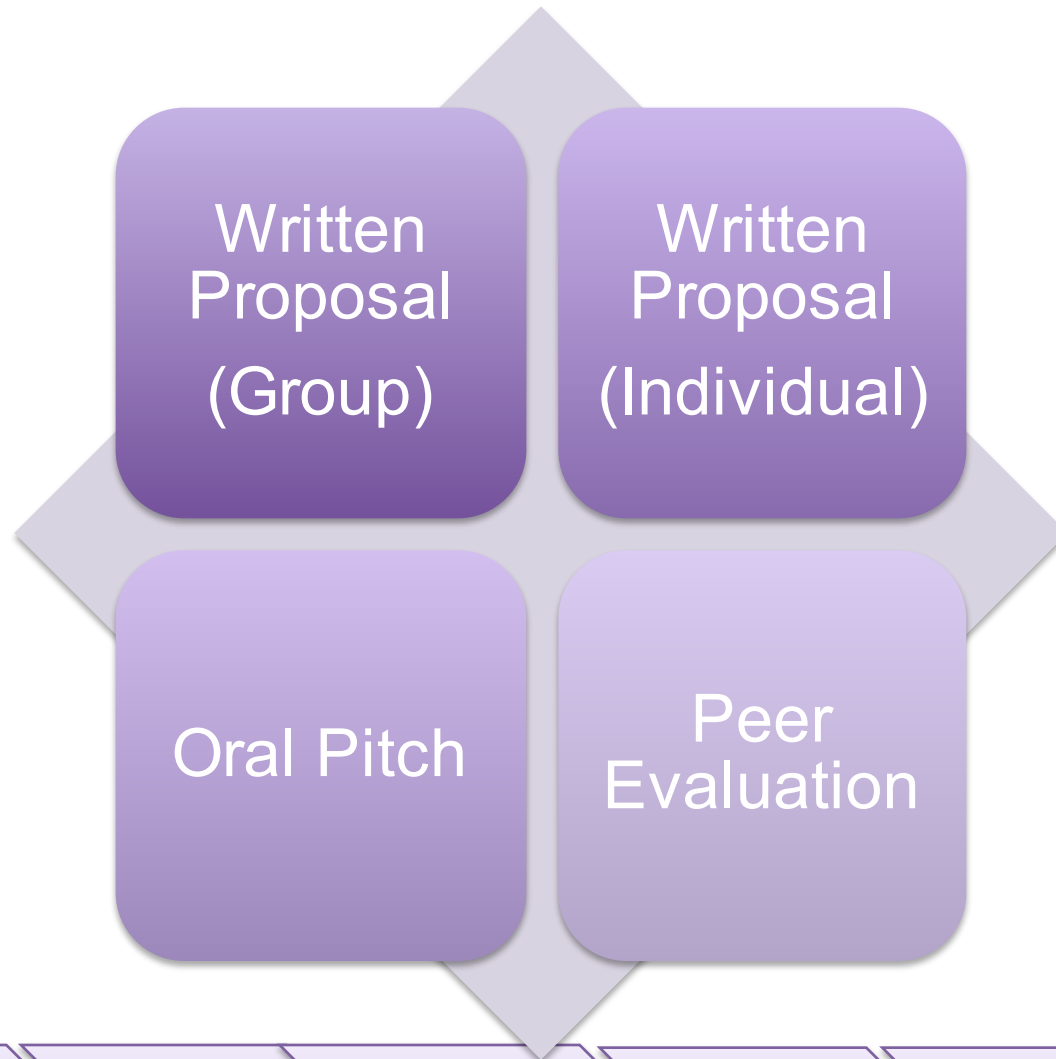 Written
Proposal
(Group)
Written
Proposal
(Individual)
Oral Pitch
Peer
Evaluation